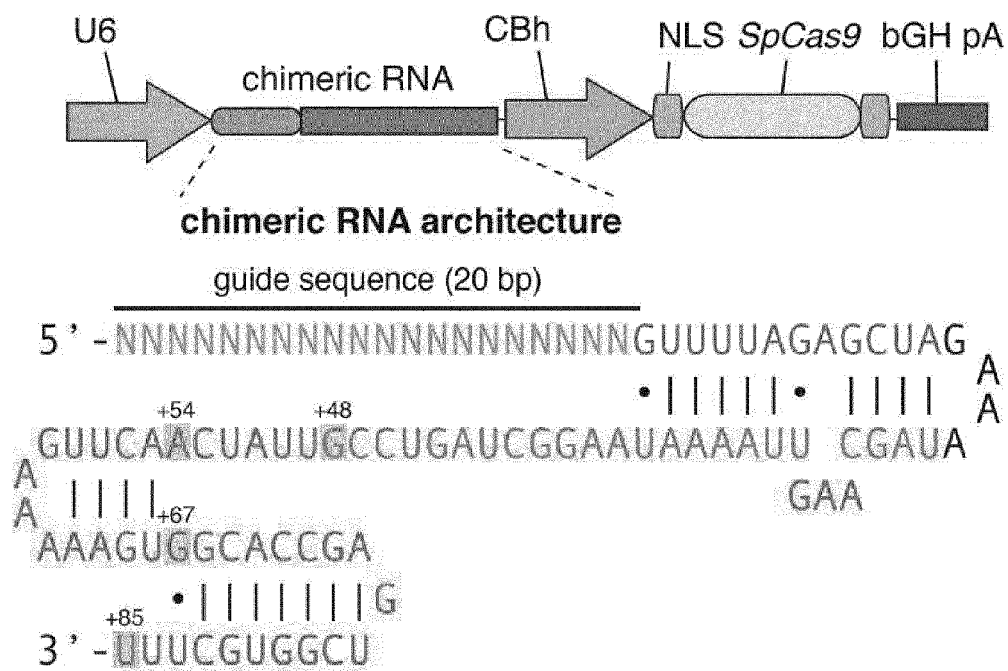 U6 CBh NLS SpCas9 bGH pA
chimeric RNA
chimeric RNA architecture
guide sequence (20 bp)
5'-NNNNNNNNNNNNNNNNNNNNGUUUUAGAGCUAG
A
A
+54 +48
GUUCAACUAUUGCCUGAUCGGAAUAAAAUU CGAUA
A
A
GAA
+67
AAAGUGGCACCGA
G
+85
3'-UUUCGUGGCU